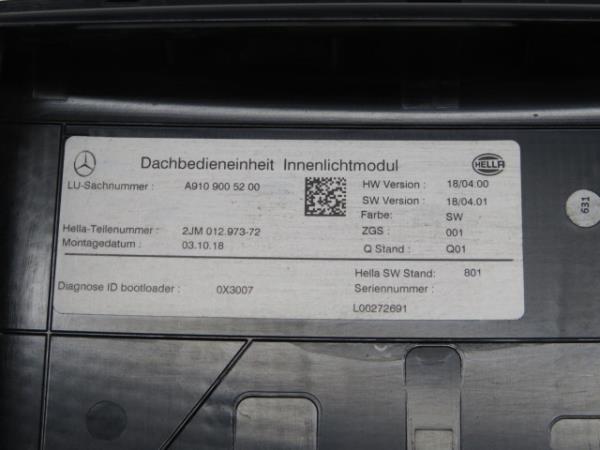 Dachbedieneinheit Innenlichtmodul
HELLA
LU-Sachnummer : A910 900 52 00
HW Version : 18/04.00
SW Version : 18/04.01
Farbe: SW
Hella-Teilenummer : 2JM 012.973-72
ZGS : 001
Montagedatum : 03.10.18
Q Stand : Q01
Hella SW Stand: 801
Diagnose ID bootloader : 0X3007
Seriennummer :
L00272691
631